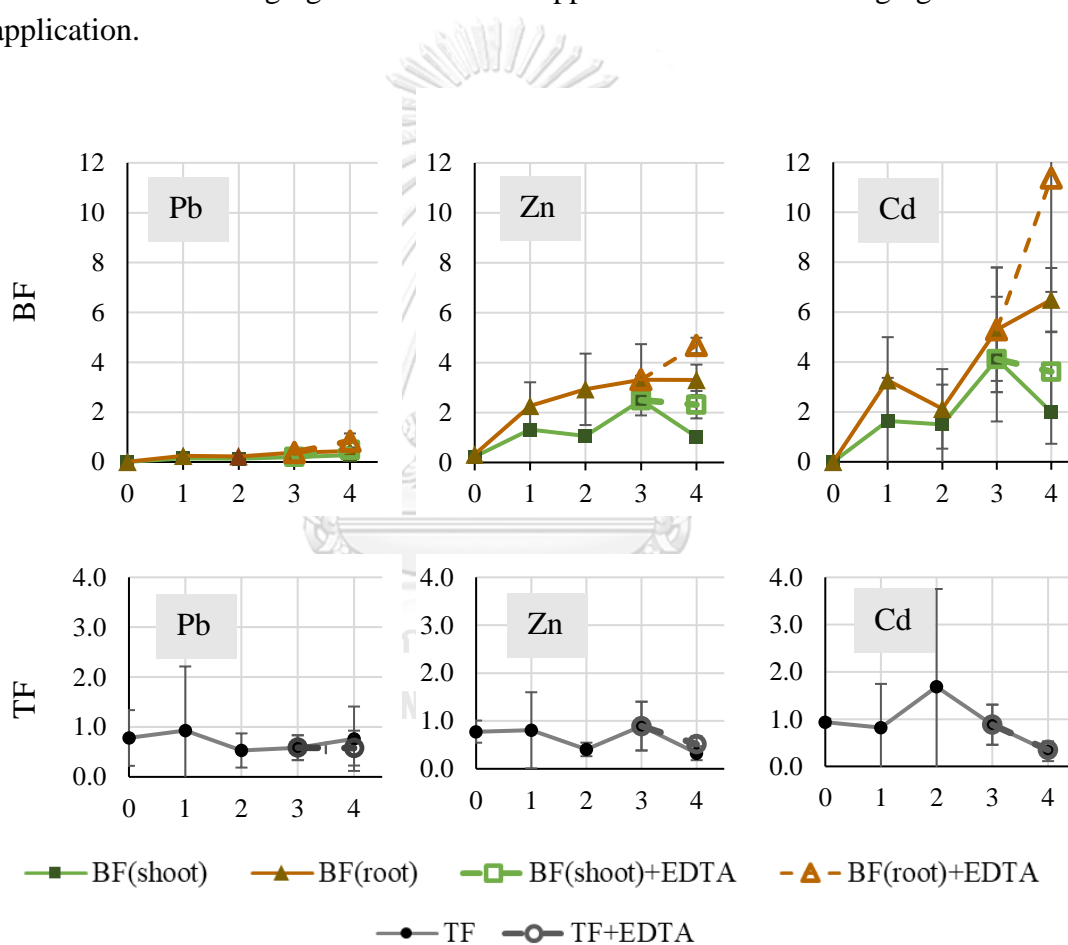 application.
12 12 12
Pb Zn Cd
10 10 10
8 8 8
BF
6 6 6
4 4 4
2 2 2
0 0 0
0 1 2 3 4 0 1 2 3 4 0 1 2 3 4
4.0 4.0 4.0
Pb Zn Cd
3.0 3.0 3.0
TF
2.0 2.0 2.0
1.0 1.0 1.0
0.0 0.0 0.0
0 1 2 3 4 0 1 2 3 4 0 1 2 3 4
BF(shoot) BF(root) BF(shoot)+EDTA BF(root)+EDTA
TF TF+EDTA